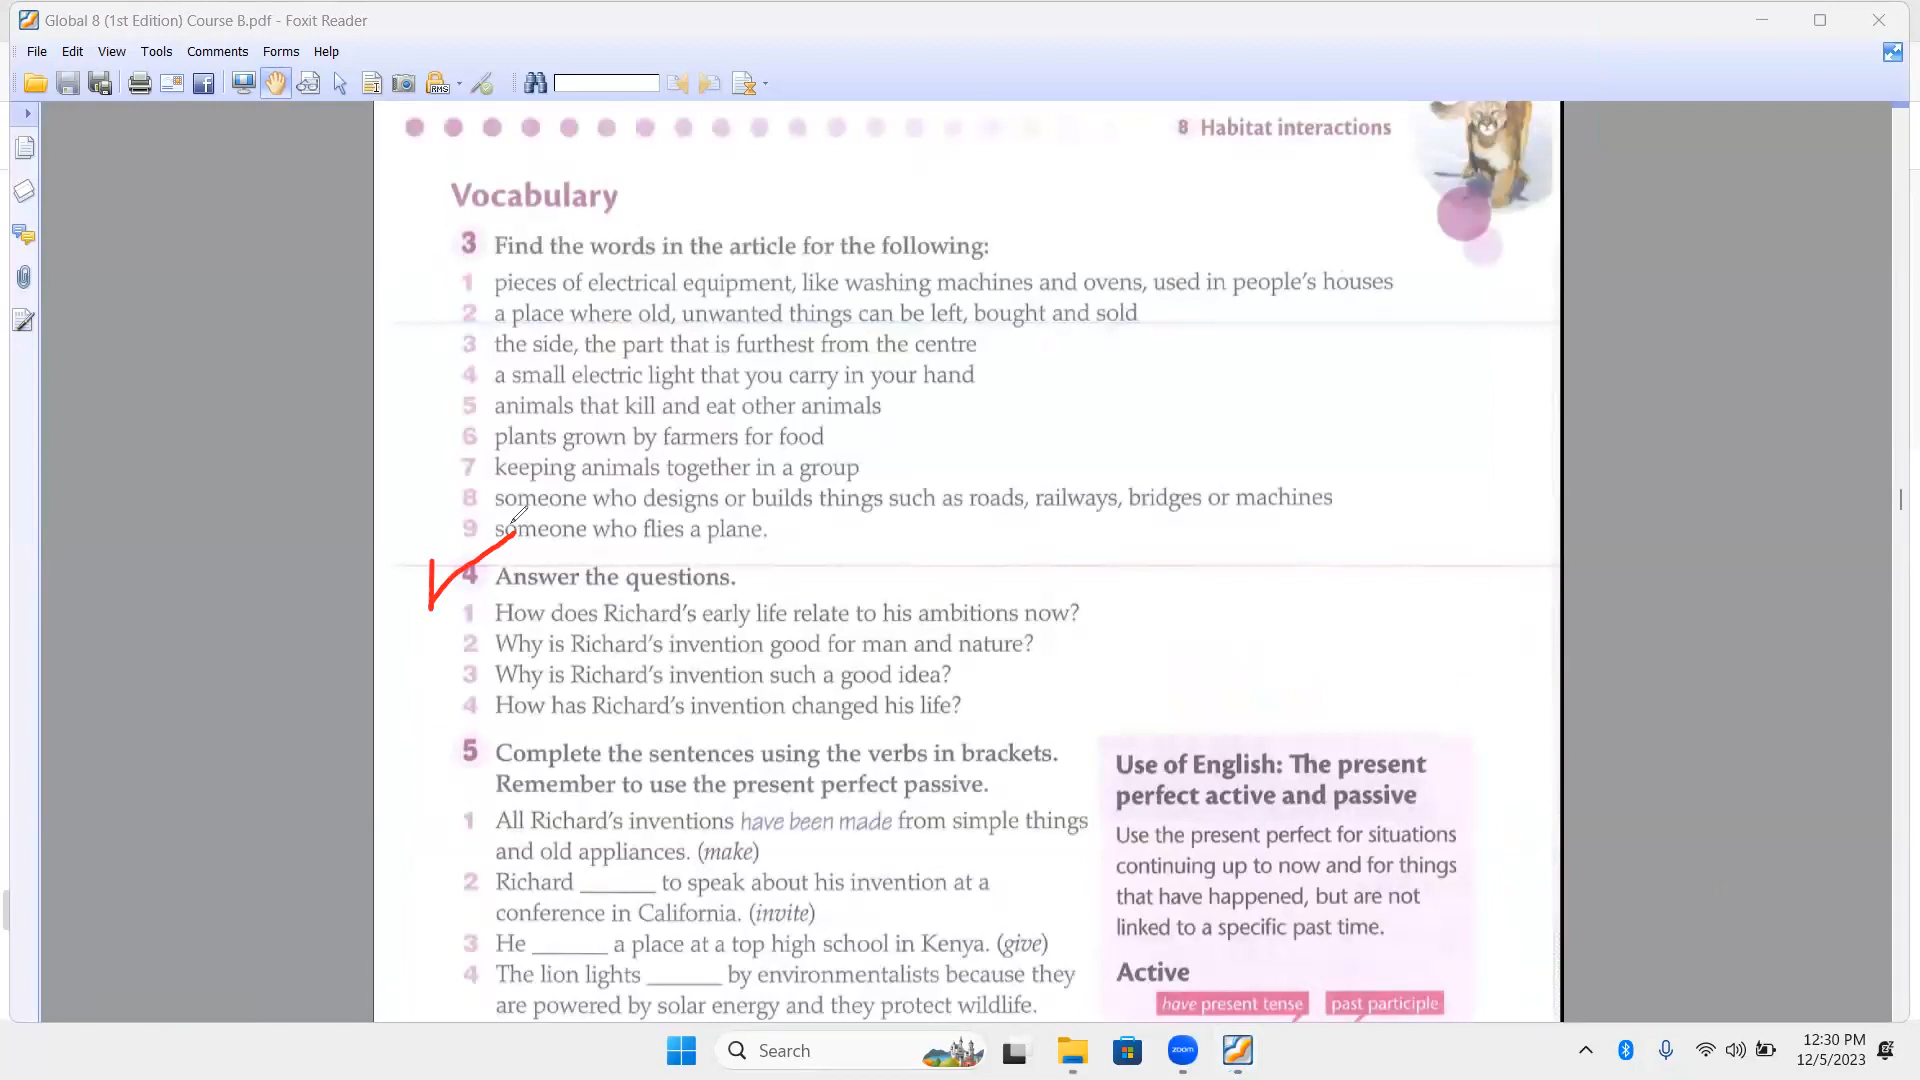 Global 8 (1st Edition) Course B.pdf - Foxit Reader
File Edit View Tools Comments Forms Help
RMS
8 Habitat interactions
Vocabulary
3 Find the words in the article for the following:
1 pieces of electrical equipment, like washing machines and ovens, used in people's houses
2 a place where old, unwanted things can be left, bought and sold
3 the side, the part that is furthest from the centre
4 a small electric light that you carry in your hand
5 animals that kill and eat other animals
6 plants grown by farmers for food
7 keeping animals together in a group
8 someone who designs or builds things such as roads, railways, bridges or machines
9 someone who flies a plane.
4 Answer the questions.
1 How does Richard's early life relate to his ambitions now?
2 Why is Richard's invention good for man and nature?
3 Why is Richard's invention such a good idea?
4 How has Richard's invention changed his life?
5 Complete the sentences using the verbs in brackets.
Remember to use the present perfect passive.
1 All Richard's inventions have been made from simple things
and old appliances. (make)
2 Richard _______ to speak about his invention at a
conference in California. (invite)
3 He _______ a place at a top high school in Kenya. (give)
4 The lion lights _______ by environmentalists because they
are powered by solar energy and they protect wildlife.
Use of English: The present
perfect active and passive
Use the present perfect for situations
continuing up to now and for things
that have happened, but are not
linked to a specific past time.
Active
have present tense past participle
Search
zoom
12:30 PM
12/5/2023